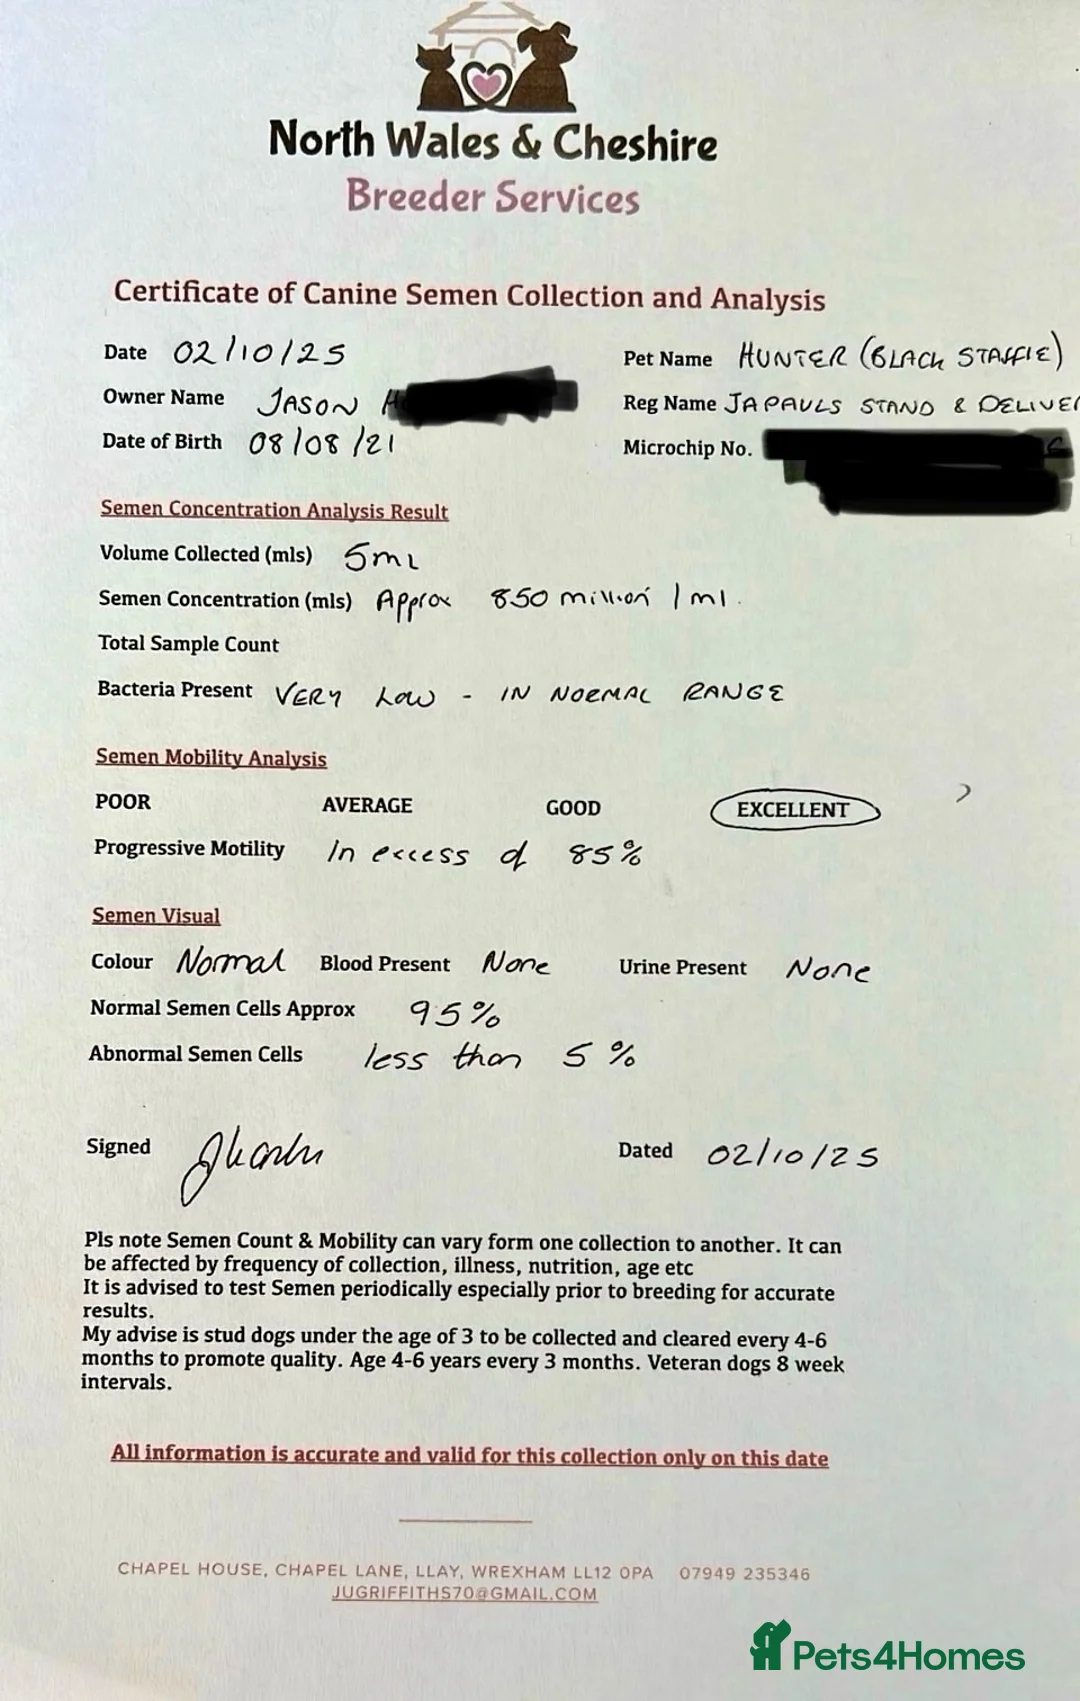 North Wales & Cheshire
Breeder Services
Certificate of Canine Semen Collection and Analysis
Date 02/10/25
Pet Name HUNTER (BLACK STAFFIE)
Owner Name JASON H
Reg Name JAPAULS STAND & DELIVER
Date of Birth 08/08/21
Microchip No.
Semen Concentration Analysis Result
Volume Collected (mls) 5ml
Semen Concentration (mls) Approx 850 million / ml.
Total Sample Count
Bacteria Present VERY LOW - IN NORMAL RANGE
Semen Mobility Analysis
POOR AVERAGE GOOD EXCELLENT
Progressive Motility In excess of 85%
Semen Visual
Colour Normal Blood Present None Urine Present None
Normal Semen Cells Approx 95%
Abnormal Semen Cells less than 5%
Signed
Dated 02/10/25
Pls note Semen Count & Mobility can vary form one collection to another. It can
be affected by frequency of collection, illness, nutrition, age etc
It is advised to test Semen periodically especially prior to breeding for accurate
results.
My advise is stud dogs under the age of 3 to be collected and cleared every 4-6
months to promote quality. Age 4-6 years every 3 months. Veteran dogs 8 week
intervals.
All information is accurate and valid for this collection only on this date
CHAPEL HOUSE, CHAPEL LANE, LLAY, WREXHAM LL12 0PA 07949 235346
JUGRIFFITHS70@GMAIL.COM
Pets4Homes